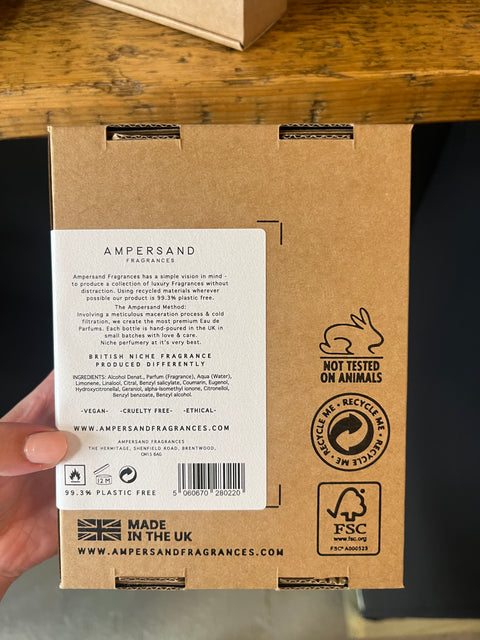 AMPERSAND
FRAGRANCES
Ampersand Fragrances has a simple vision in mind -
to produce a collection of luxury Fragrances without
distraction. Using recycled materials wherever
possible our product is 99.3% plastic free.
The Ampersand Method:
Involving a meticulous maceration process & cold
filtration, we create the most premium Eau de
Parfums. Each bottle is hand-poured in the UK in
small batches with love & care.
Niche perfumery at it's very best.
BRITISH NICHE FRAGRANCE
PRODUCED DIFFERENTLY
INGREDIENTS: Alcohol Denat., Parfum (Fragrance), Aqua (Water),
Limonene, Linalool, Citral, Benzyl salicylate, Coumarin, Eugenol,
Hydroxycitronellal, Geraniol, alpha-Isomethyl ionone, Citronellol,
Benzyl benzoate, Benzyl alcohol.
-VEGAN- -CRUELTY FREE- -ETHICAL-
WWW.AMPERSANDFRAGRANCES.COM
AMPERSAND FRAGRANCES
THE HERMITAGE, SHENFIELD ROAD, BRENTWOOD,
CM15 8AG
12 M
99.3% PLASTIC FREE
5 060670 280220
NOT TESTED
ON ANIMALS
RECYCLE ME • RECYCLE ME • RECYCLE ME •
FSC
www.fsc.org
FSC® A000525
MADE
IN THE UK
WWW.AMPERSANDFRAGRANCES.COM